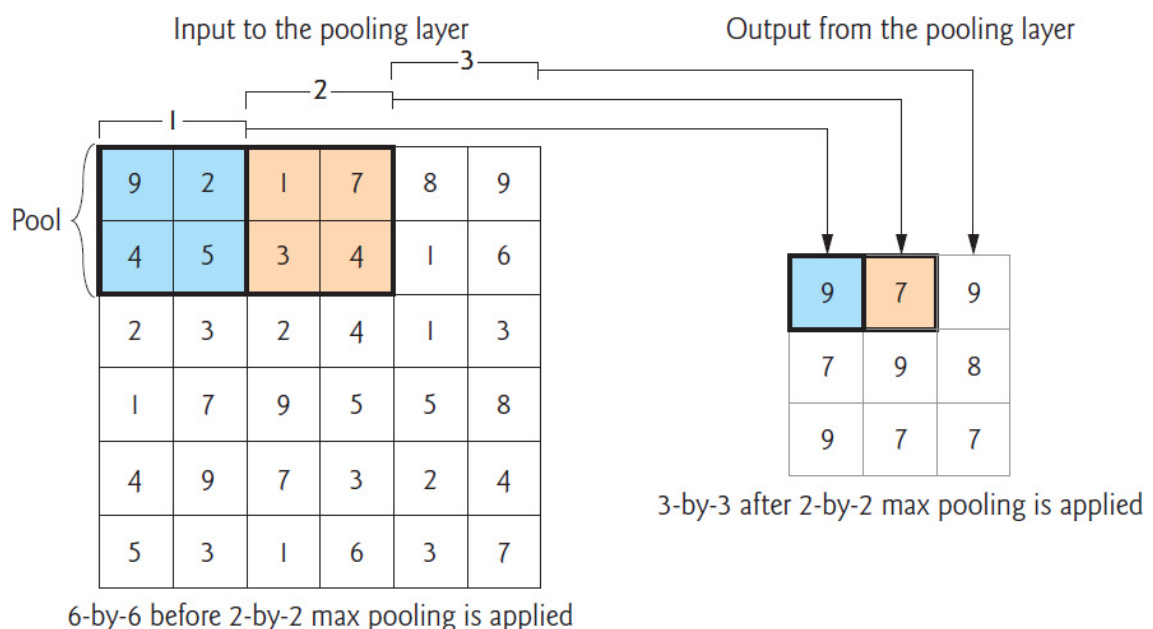 Input to the pooling layer
Output from the pooling layer
3
2
1
Pool
9 2 1 7 8 9
4 5 3 4 1 6
2 3 2 4 1 3
1 7 9 5 5 8
4 9 7 3 2 4
5 3 1 6 3 7
6-by-6 before 2-by-2 max pooling is applied
9 7 9
7 9 8
9 7 7
3-by-3 after 2-by-2 max pooling is applied